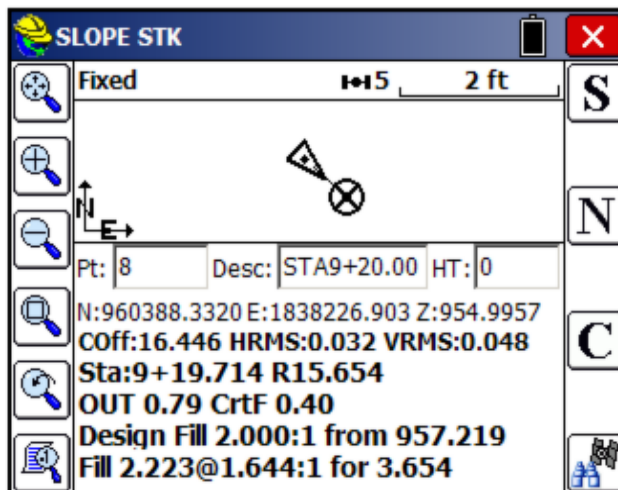 SLOPE STK
Fixed 5 2 ft S
N
E
N
Pt: 8 Desc: STA9+20.00 HT: 0
N:960388.3320 E:1838226.903 Z:954.9957
COff:16.446 HRMS:0.032 VRMS:0.048
C
Sta:9+19.714 R15.654
OUT 0.79 CrtF 0.40
Design Fill 2.000:1 from 957.219
Fill 2.223@1.644:1 for 3.654